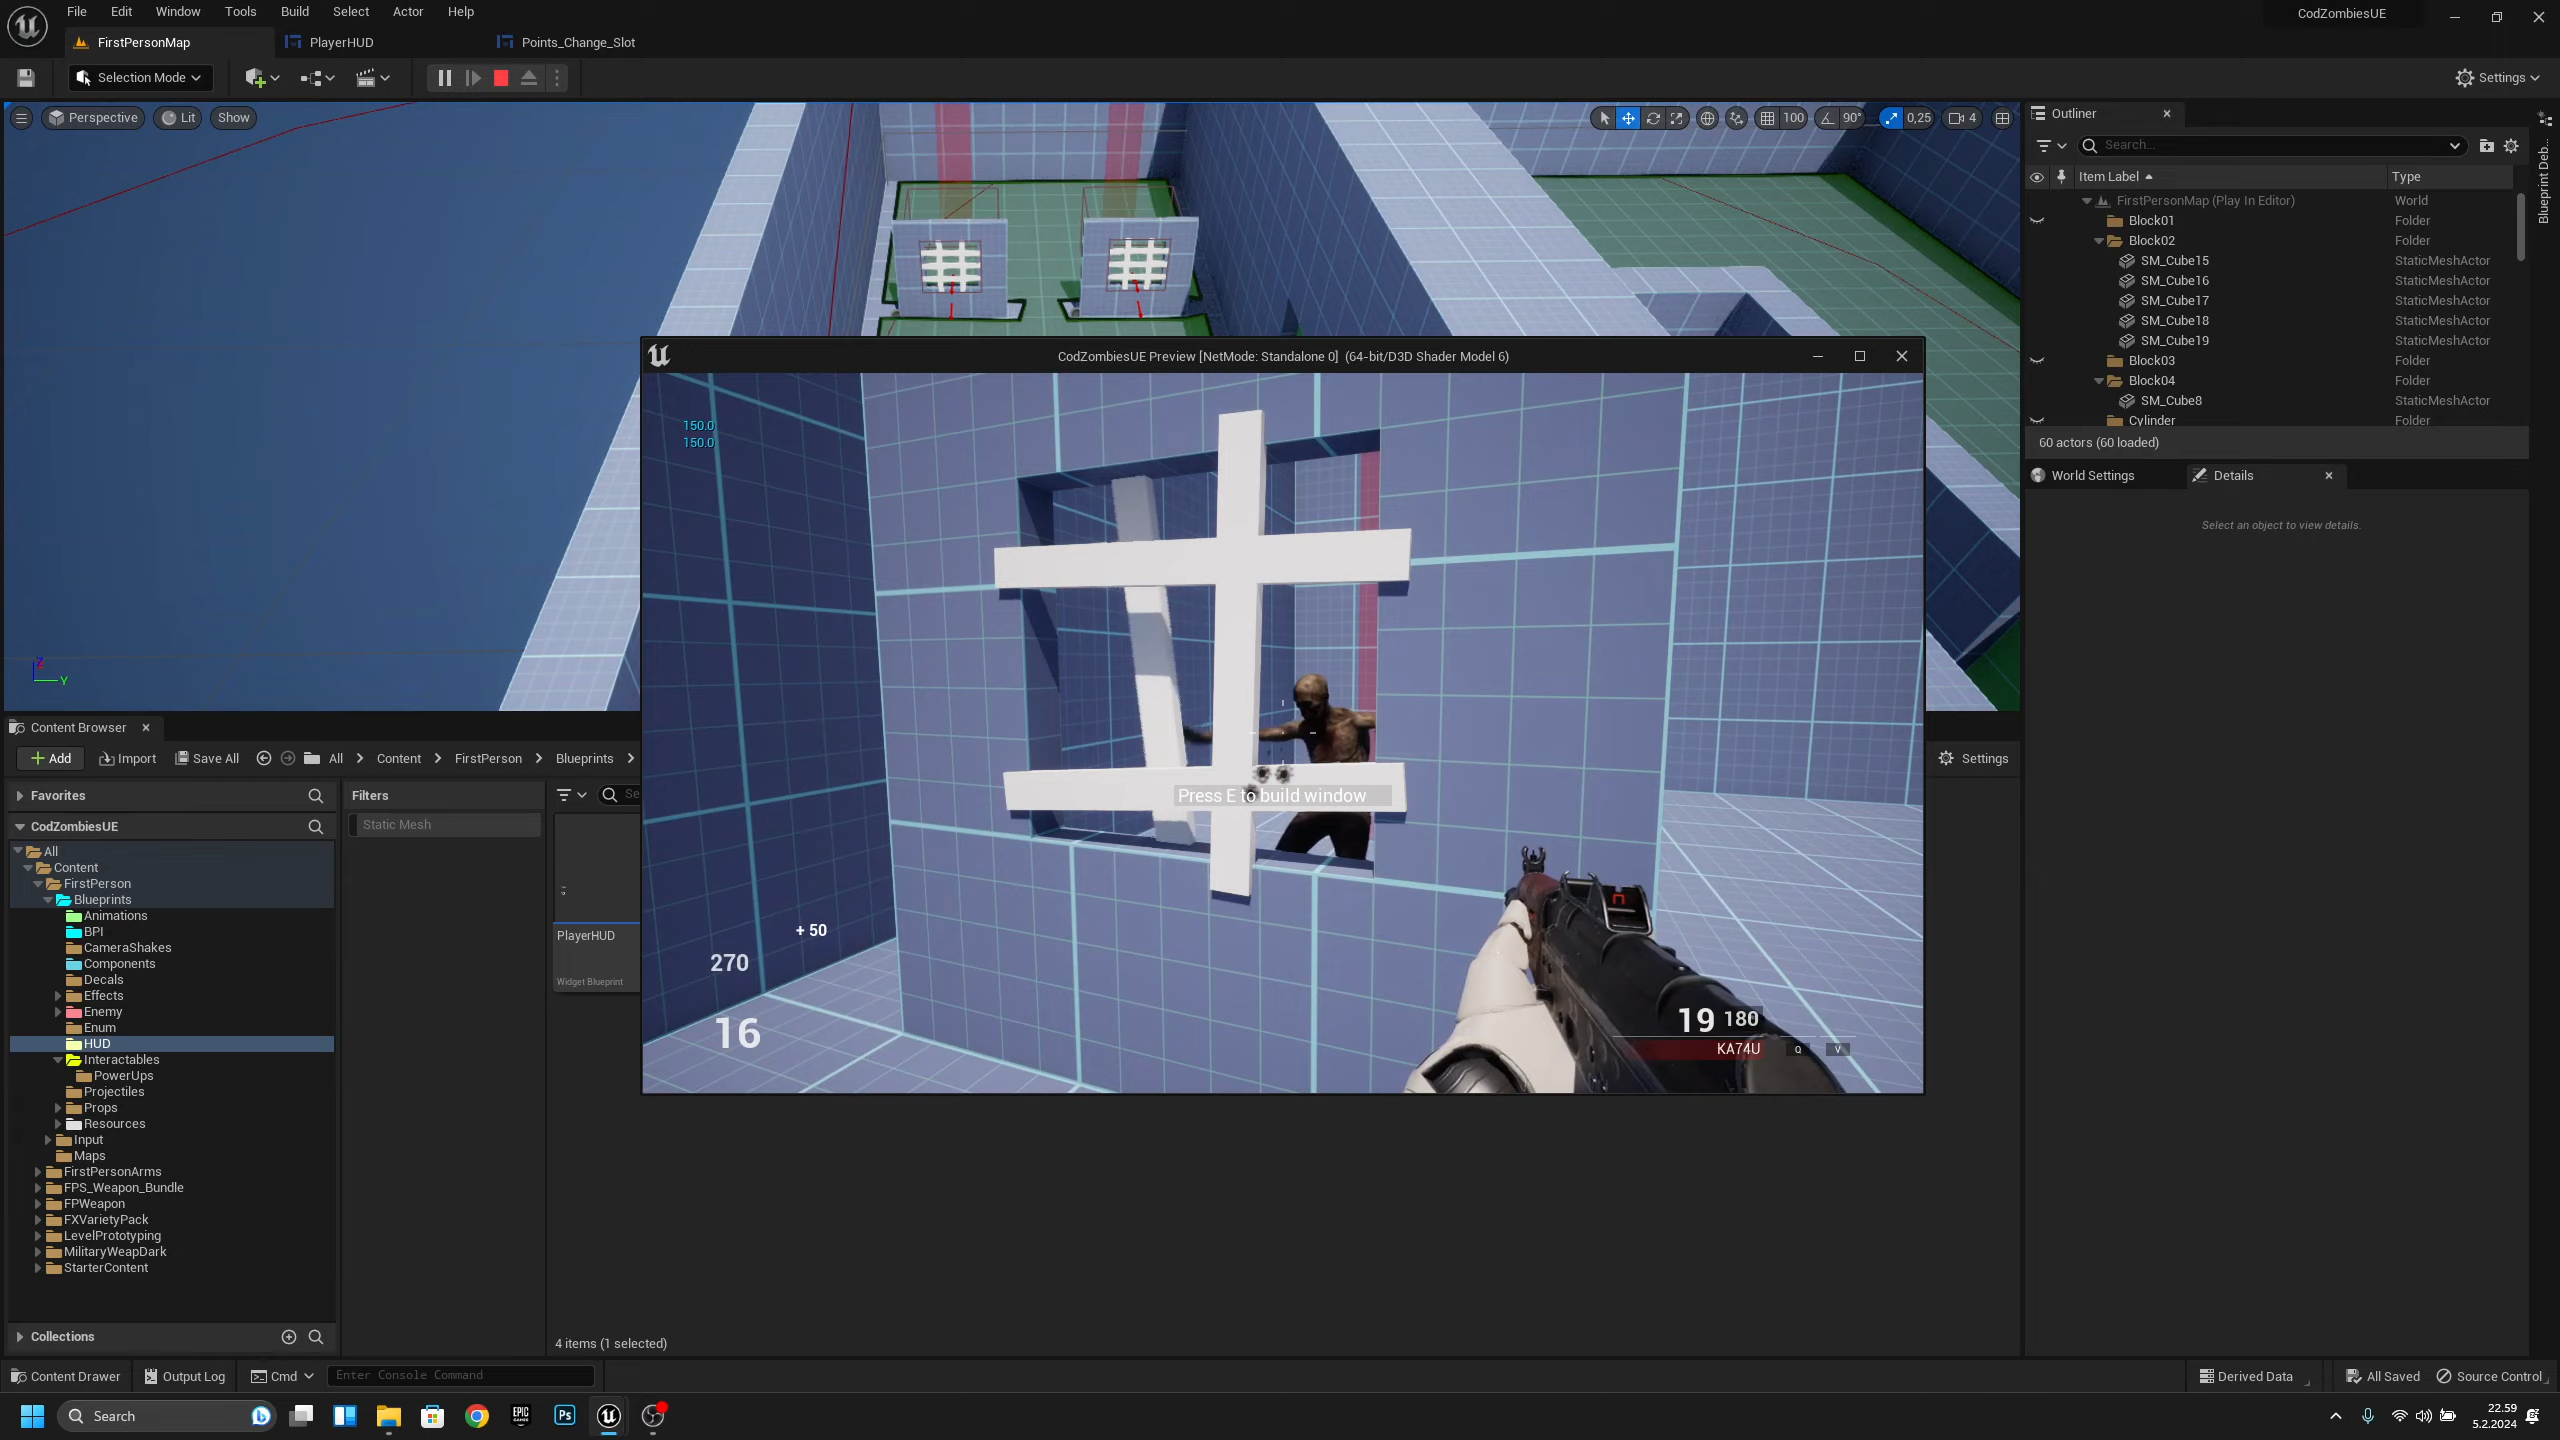 File Edit Window Tools Build Select Actor Help
CodZombiesUE
FirstPersonMap PlayerHUD Points_Change_Slot
Selection Mode
Settings
Perspective Lit Show
100 90° 0,25 4
Outliner
Search...
Item Label Type
FirstPersonMap (Play In Editor) World
Block01 Folder
Block02 Folder
SM_Cube15 StaticMeshActor
SM_Cube16 StaticMeshActor
SM_Cube17 StaticMeshActor
SM_Cube18 StaticMeshActor
SM_Cube19 StaticMeshActor
Block03 Folder
Block04 Folder
SM_Cube8 StaticMeshActor
Cylinder Folder
60 actors (60 loaded)
Blueprint Deb...
World Settings Details
Select an object to view details.
CodZombiesUE Preview [NetMode: Standalone 0] (64-bit/D3D Shader Model 6)
150.0
150.0
Press E to build window
+ 50
270
16
19 180
KA74U Q V
Z
Y
Content Browser
Add Import Save All All Content FirstPerson Blueprints
Settings
Favorites
Filters
Static Mesh
Se
CodZombiesUE
All
Content
FirstPerson
Blueprints
Animations
BPI
CameraShakes
Components
Decals
Effects
Enemy
Enum
HUD
Interactables
PowerUps
Projectiles
Props
Resources
Input
Maps
FirstPersonArms
FPS_Weapon_Bundle
FPWeapon
FXVarietyPack
LevelPrototyping
MilitaryWeapDark
StarterContent
Collections
PlayerHUD
Widget Blueprint
4 items (1 selected)
Content Drawer Output Log Cmd Enter Console Command
Derived Data All Saved Source Control
Search
EPIC GAMES
Ps
22.59
5.2.2024